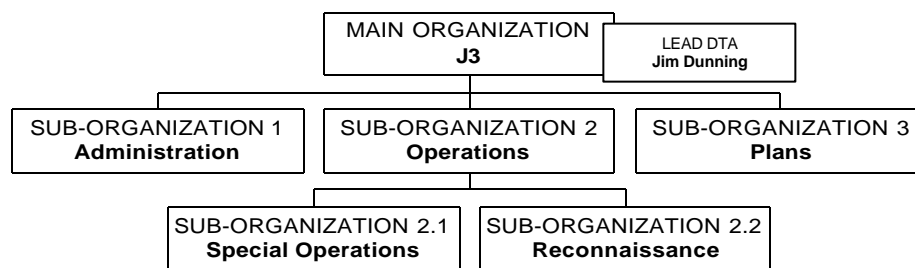 MAIN ORGANIZATION
J3
LEAD DTA
Jim Dunning
SUB-ORGANIZATION 1
Administration
SUB-ORGANIZATION 2
Operations
SUB-ORGANIZATION 3
Plans
SUB-ORGANIZATION 2.1
Special Operations
SUB-ORGANIZATION 2.2
Reconnaissance